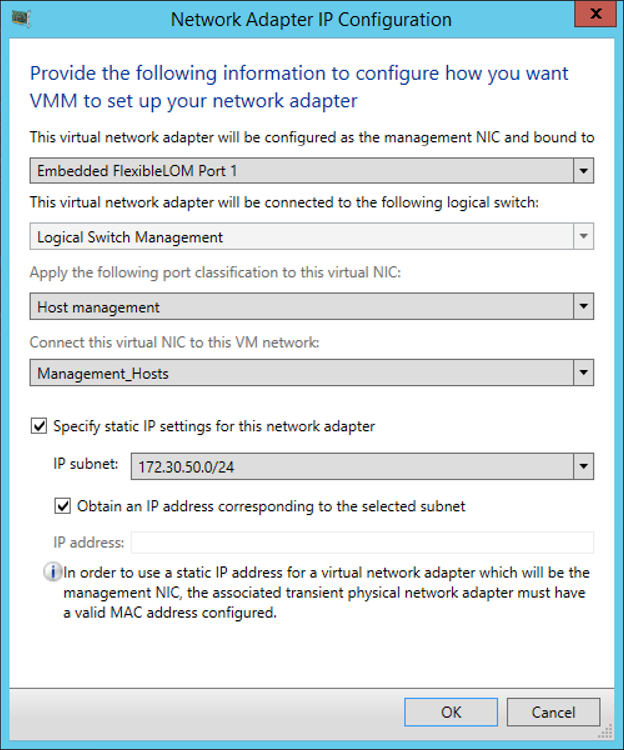 Network Adapter IP Configuration
x
Provide the following information to configure how you want
VMM to set up your network adapter
This virtual network adapter will be configured as the management NIC and bound to
Embedded FlexibleLOM Port 1
This virtual network adapter will be connected to the following logical switch:
Logical Switch Management
Apply the following port classification to this virtual NIC:
Host management
Connect this virtual NIC to this VM network:
Management_Hosts
Specify static IP settings for this network adapter
IP subnet: 172.30.50.0/24
Obtain an IP address corresponding to the selected subnet
IP address:
In order to use a static IP address for a virtual network adapter which will be the
management NIC, the associated transient physical network adapter must have
a valid MAC address configured.
OK Cancel